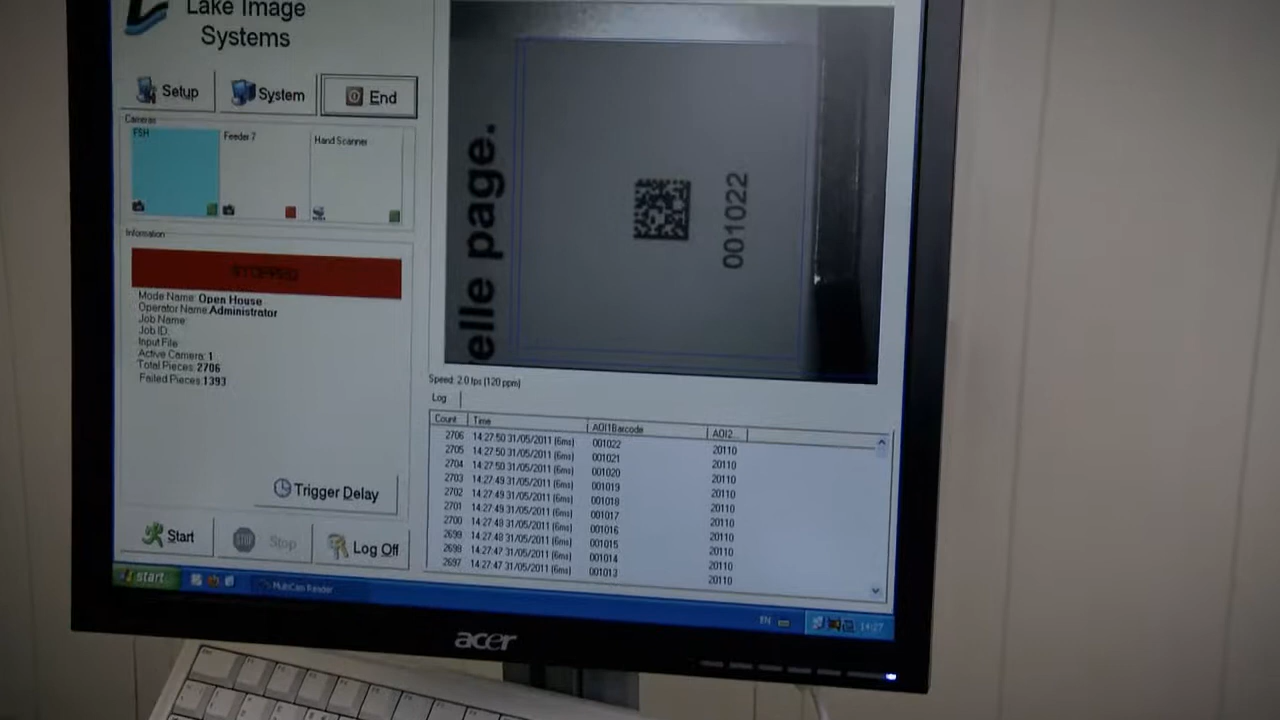 Lake Image
Systems
Setup
System
End
Cameras
FSH
Feeder 7
Hand Scanner
Information
STOPPED
Mode Name: Open House
Operator Name: Administrator
Job Name:
Job ID:
Input File
Active Camera: 1
Total Pieces: 2706
Failed Pieces: 1393
Trigger Delay
Start
Stop
Log Off
elle page.
001022
Speed: 2.0 fps (120 ppm)
Log
Count Time AOI1Barcode AOI2...
2706 14:27:50 31/05/2011 (6ms) 001022 20110
2705 14:27:50 31/05/2011 (6ms) 001021 20110
2704 14:27:50 31/05/2011 (6ms) 001020 20110
2703 14:27:49 31/05/2011 (6ms) 001019 20110
2702 14:27:49 31/05/2011 (6ms) 001018 20110
2701 14:27:49 31/05/2011 (6ms) 001017 20110
2700 14:27:48 31/05/2011 (6ms) 001016 20110
2699 14:27:48 31/05/2011 (6ms) 001015 20110
2698 14:27:47 31/05/2011 (6ms) 001014 20110
2697 14:27:47 31/05/2011 (6ms) 001013 20110
start
MultiCam Reader
EN
14:27
acer